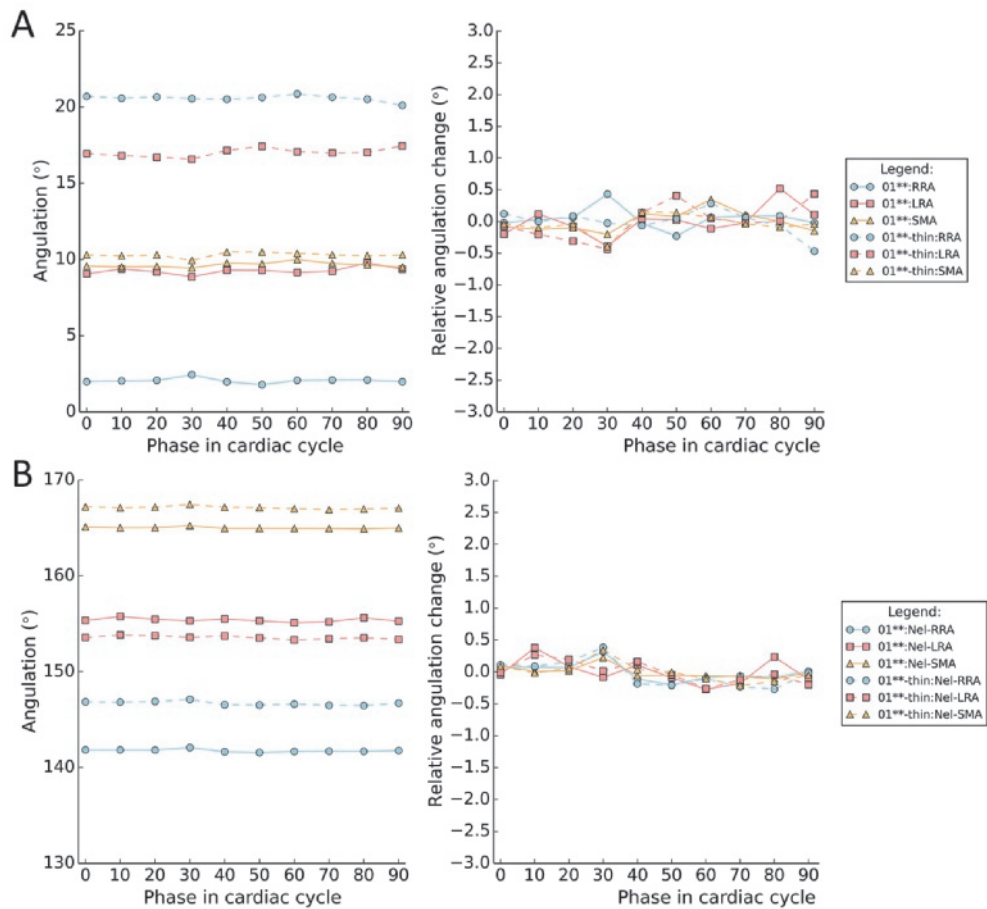 A
25
20
15
10
5
0
Angulation (°)
0 10 20 30 40 50 60 70 80 90
Phase in cardiac cycle
3.0
2.5
2.0
1.5
1.0
0.5
0.0
−0.5
−1.0
−1.5
−2.0
−2.5
−3.0
Relative angulation change (°)
0 10 20 30 40 50 60 70 80 90
Phase in cardiac cycle
Legend:
01**:RRA
01**:LRA
01**:SMA
01**-thin:RRA
01**-thin:LRA
01**-thin:SMA
B
170
160
150
140
130
Angulation (°)
0 10 20 30 40 50 60 70 80 90
Phase in cardiac cycle
3.0
2.5
2.0
1.5
1.0
0.5
0.0
−0.5
−1.0
−1.5
−2.0
−2.5
−3.0
Relative angulation change (°)
0 10 20 30 40 50 60 70 80 90
Phase in cardiac cycle
Legend:
01**:Nel-RRA
01**:Nel-LRA
01**:Nel-SMA
01**-thin:Nel-RRA
01**-thin:Nel-LRA
01**-thin:Nel-SMA